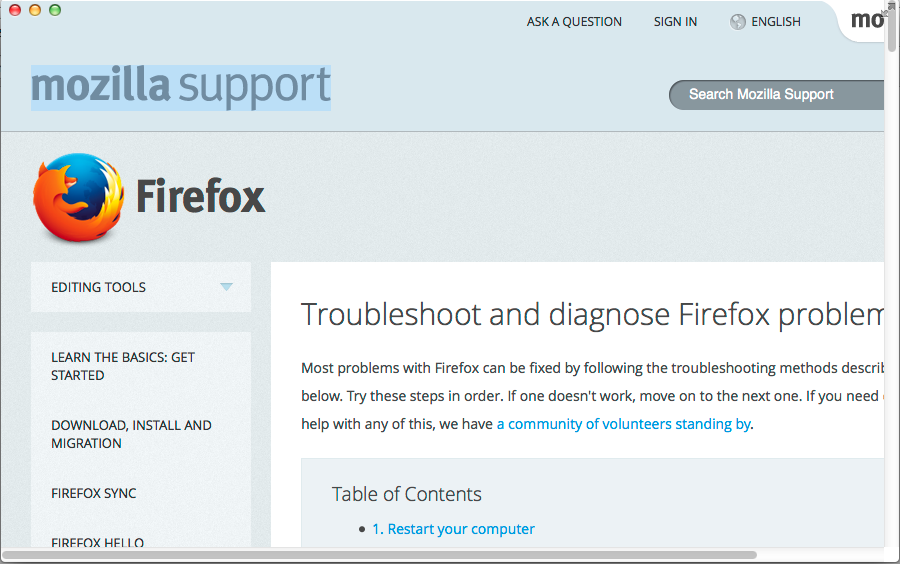 ASK A QUESTION SIGN IN ENGLISH
mo
mozilla support
Search Mozilla Support
Firefox
EDITING TOOLS
Troubleshoot and diagnose Firefox problem
LEARN THE BASICS: GET
STARTED
DOWNLOAD, INSTALL AND
MIGRATION
FIREFOX SYNC
FIREFOX HELLO
Most problems with Firefox can be fixed by following the troubleshooting methods describ
below. Try these steps in order. If one doesn't work, move on to the next one. If you need
help with any of this, we have a community of volunteers standing by.
Table of Contents
1. Restart your computer